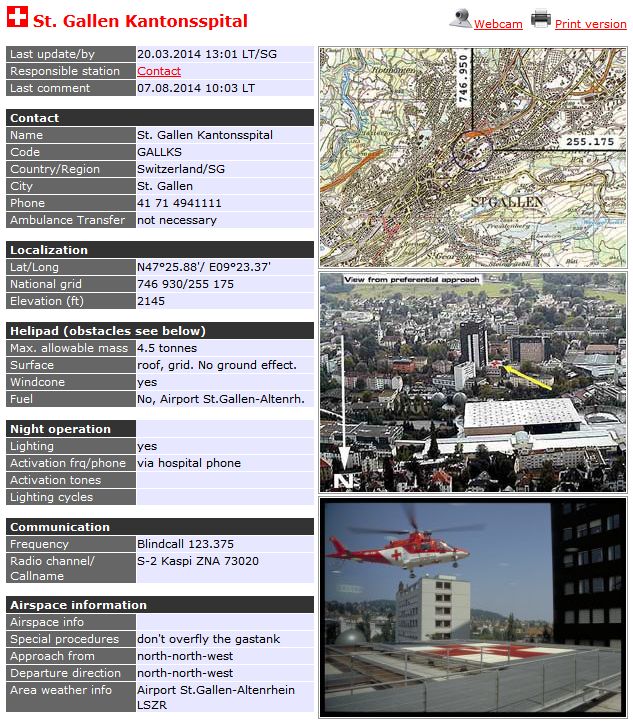 St. Gallen Kantonsspital
Webcam Print version
Last update/by 20.03.2014 13:01 LT/SG
Responsible station Contact
Last comment 07.08.2014 10:03 LT
Contact
Name St. Gallen Kantonsspital
Code GALLKS
Country/Region Switzerland/SG
City St. Gallen
Phone 41 71 4941111
Ambulance Transfer not necessary
Localization
Lat/Long N47°25.88'/ E09°23.37'
National grid 746 930/255 175
Elevation (ft) 2145
Helipad (obstacles see below)
Max. allowable mass 4.5 tonnes
Surface roof, grid. No ground effect.
Windcone yes
Fuel No, Airport St.Gallen-Altenrh.
Night operation
Lighting yes
Activation frq/phone via hospital phone
Activation tones
Lighting cycles
Communication
Frequency Blindcall 123.375
Radio channel/ S-2 Kaspi ZNA 73020
Callname
Airspace information
Airspace info
Special procedures don't overfly the gastank
Approach from north-north-west
Departure direction north-north-west
Area weather info Airport St.Gallen-Altenrhein
LSZR
746.950
255.175
ST GALLEN
View from preferential approach
N